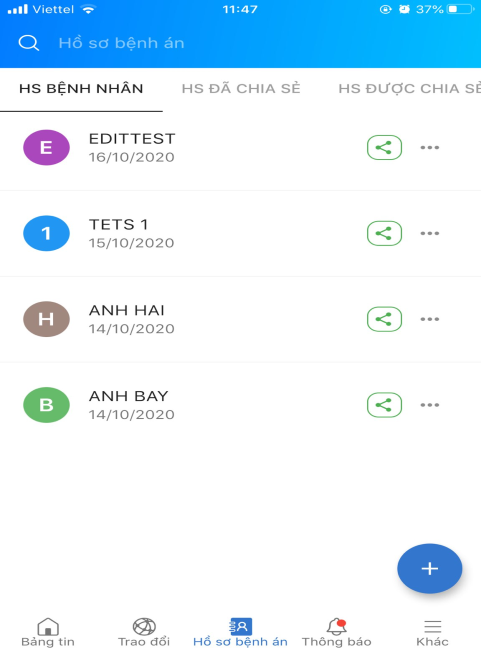 Viettel 11:47 37%
Hồ sơ bệnh án
HS BỆNH NHÂN HS ĐÃ CHIA SẺ HS ĐƯỢC CHIA SẺ
E EDITTEST
16/10/2020
1 TETS 1
15/10/2020
H ANH HAI
14/10/2020
B ANH BAY
14/10/2020
Bảng tin Trao đổi Hồ sơ bệnh án Thông báo Khác